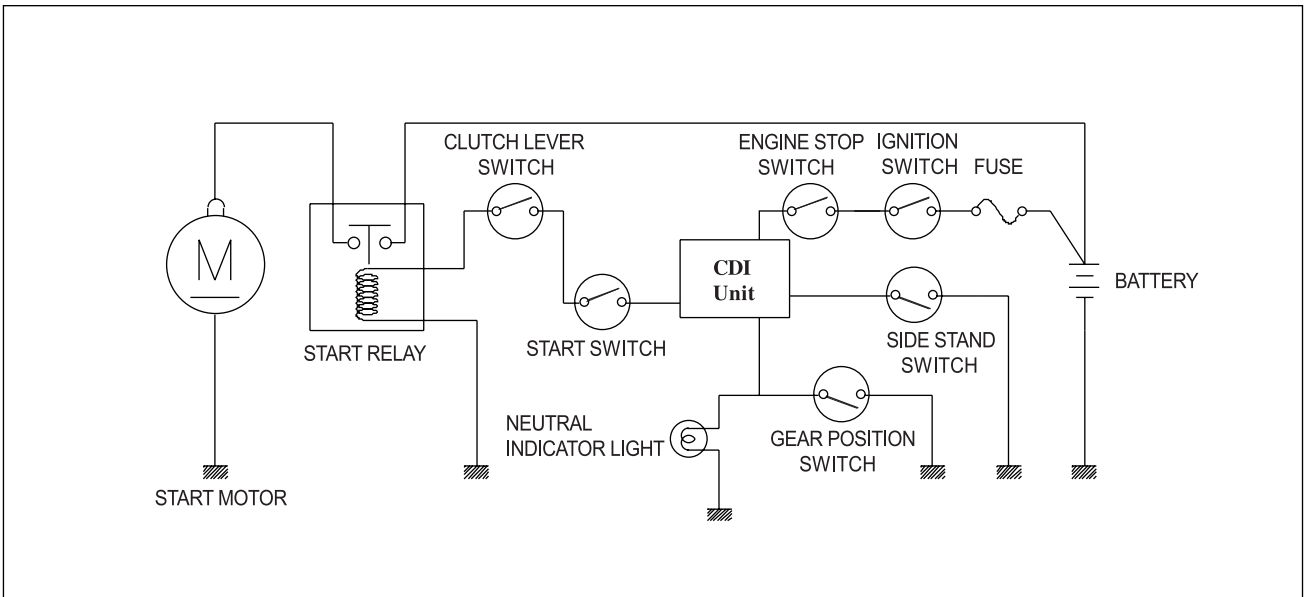 CLUTCH LEVER
SWITCH
ENGINE STOP
SWITCH
IGNITION
SWITCH
FUSE
M
CDI
Unit
BATTERY
START RELAY
START SWITCH
SIDE STAND
SWITCH
NEUTRAL
INDICATOR LIGHT
GEAR POSITION
SWITCH
START MOTOR